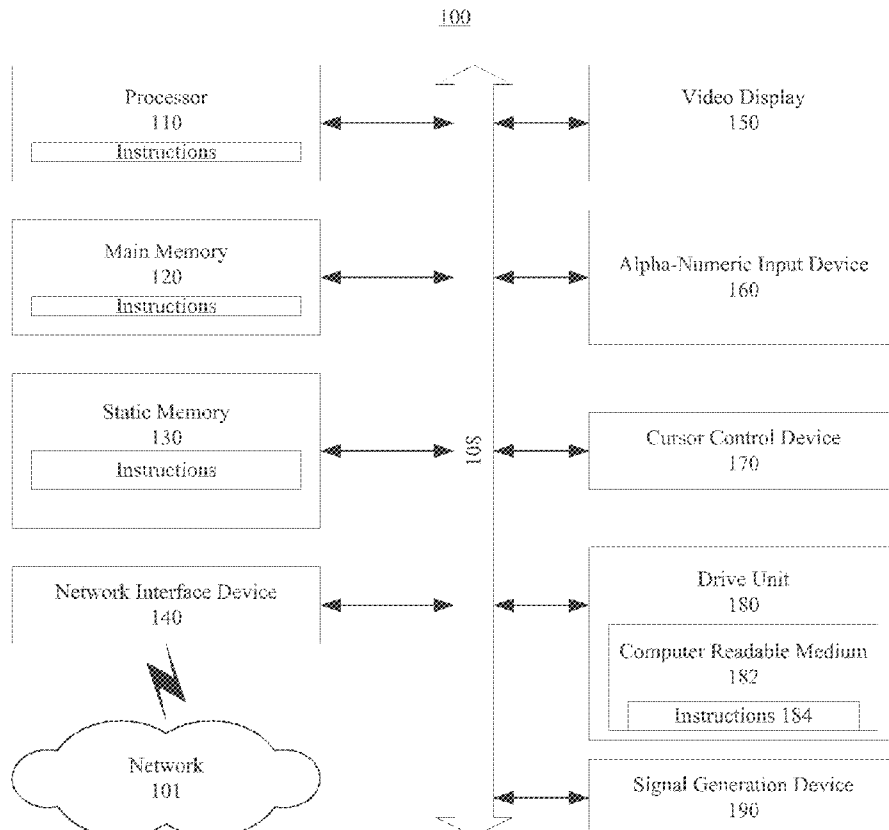 100
Processor
110
Instructions
Main Memory
120
Instructions
Static Memory
130
Instructions
Network Interface Device
140
Network
101
108
Video Display
150
Alpha-Numeric Input Device
160
Cursor Control Device
170
Drive Unit
180
Computer Readable Medium
182
Instructions 184
Signal Generation Device
190